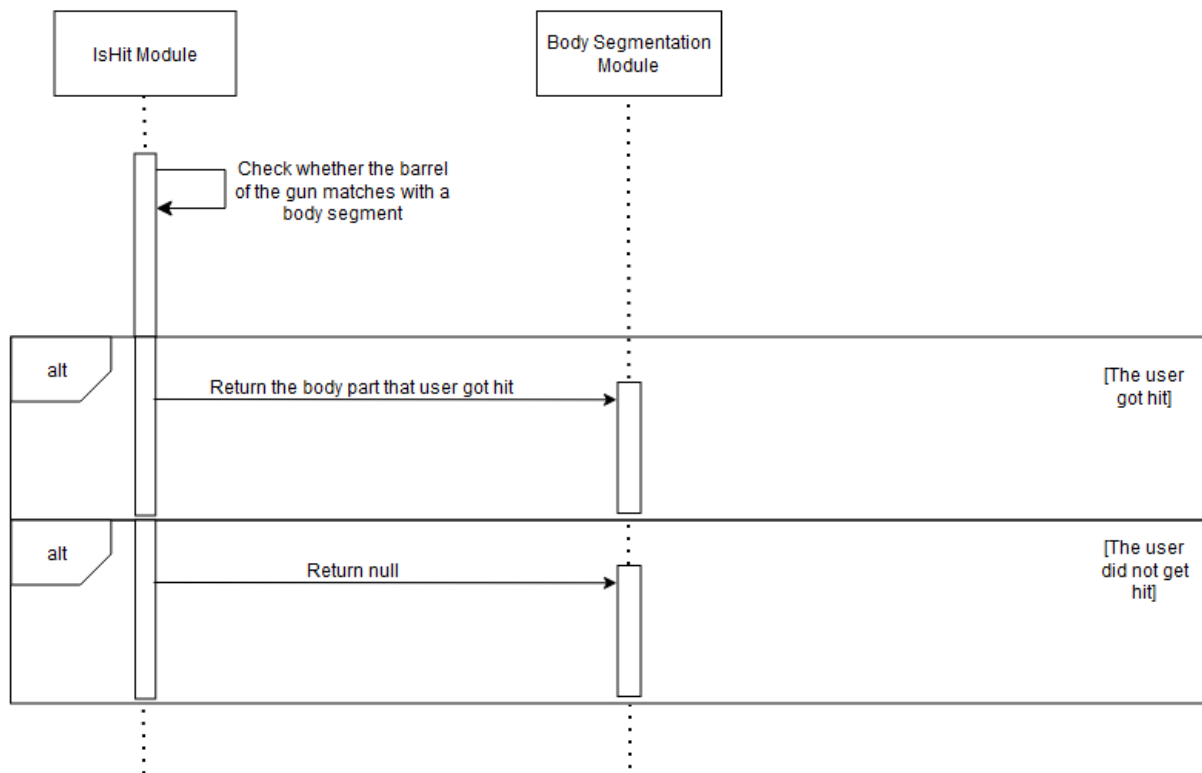 IsHit Module
Body Segmentation
Module
Check whether the barrel
of the gun matches with a
body segment
alt
Return the body part that user got hit
[The user
got hit]
alt
Return null
[The user
did not get
hit]